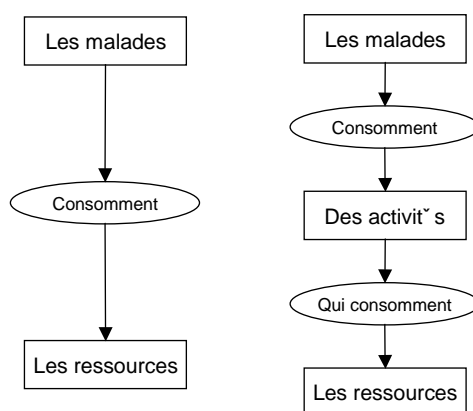 Les malades
Consomment
Les ressources
Les malades
Consomment
Des activitˇ s
Qui consomment
Les ressources